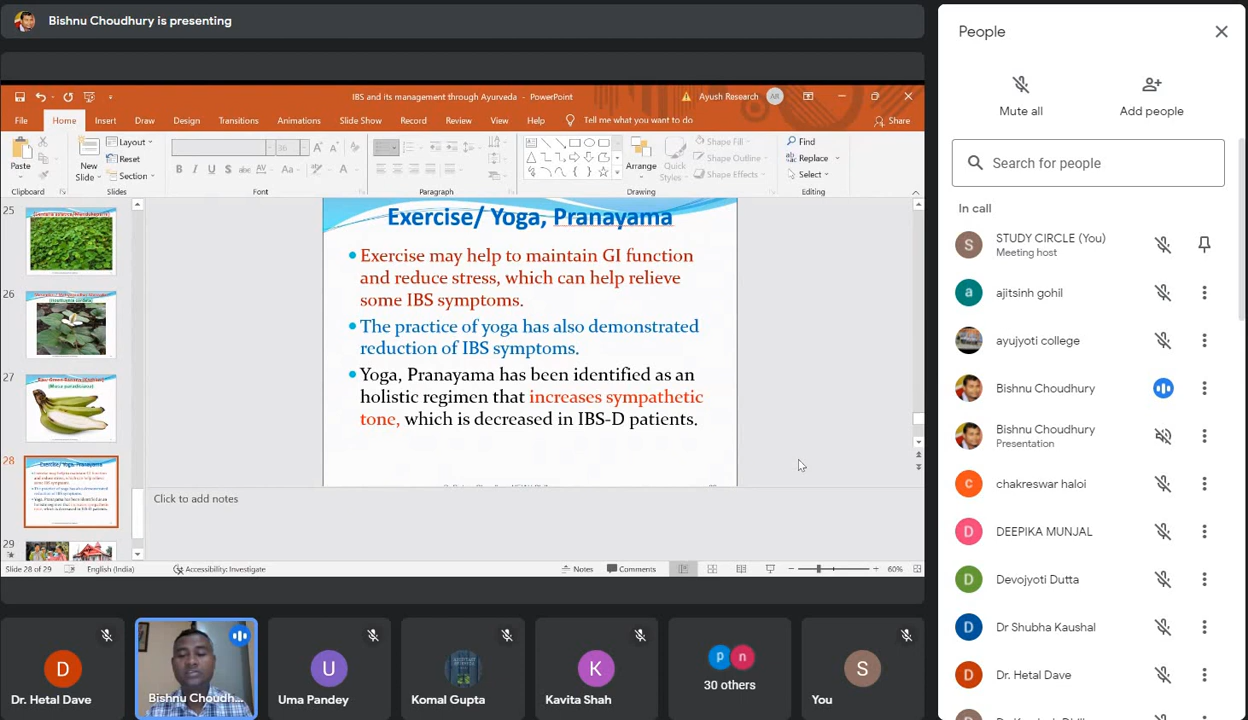 Bishnu Choudhury is presenting
IBS and its management through Ayurveda - PowerPoint
Ayush Research
AR
File
Home
Insert
Draw
Design
Transitions
Animations
Slide Show
Record
Review
View
Help
Tell me what you want to do
Share
Paste
New
Slide
Layout
Reset
Section
Arrange
Quick
Styles
Shape Fill
Shape Outline
Shape Effects
Find
Replace
Select
Clipboard
Slides
Font
Paragraph
Drawing
Editing
25
26
27
(Musa paradisiaca)
28
29
Exercise/ Yoga, Pranayama
• Exercise may help to maintain GI function
and reduce stress, which can help relieve
some IBS symptoms.
• The practice of yoga has also demonstrated
reduction of IBS symptoms.
• Yoga, Pranayama has been identified as an
holistic regimen that increases sympathetic
tone, which is decreased in IBS-D patients.
Click to add notes
Slide 28 of 29
English (India)
Accessibility: Investigate
Notes
Comments
60%
D
Dr. Hetal Dave
Bishnu Choudh...
U
Uma Pandey
Komal Gupta
K
Kavita Shah
p n
30 others
S
You
People
Mute all
Add people
Search for people
In call
S
STUDY CIRCLE (You)
Meeting host
a
ajitsinh gohil
ayujyoti college
Bishnu Choudhury
Bishnu Choudhury
Presentation
c
chakreswar haloi
D
DEEPIKA MUNJAL
D
Devojyoti Dutta
D
Dr Shubha Kaushal
D
Dr. Hetal Dave